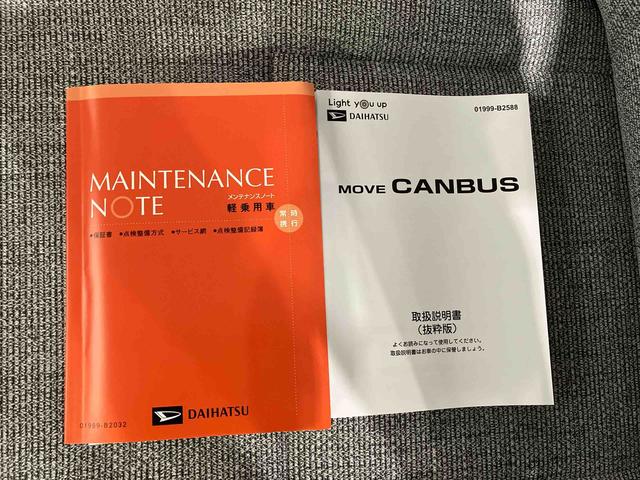 MAINTENANCE
NOTE
メンテナンスノート
軽乗用車
常時
携行
●保証書 ●点検整備方式 ●サービス網 ●点検整備記録簿
01999-B2032
DAIHATSU
Light you up
DAIHATSU
01999-B2588
MOVE CANBUS
取扱説明書
(抜粋版)
よくお読みになって使用してください。
取扱説明書はお車の中に保管しましょう。